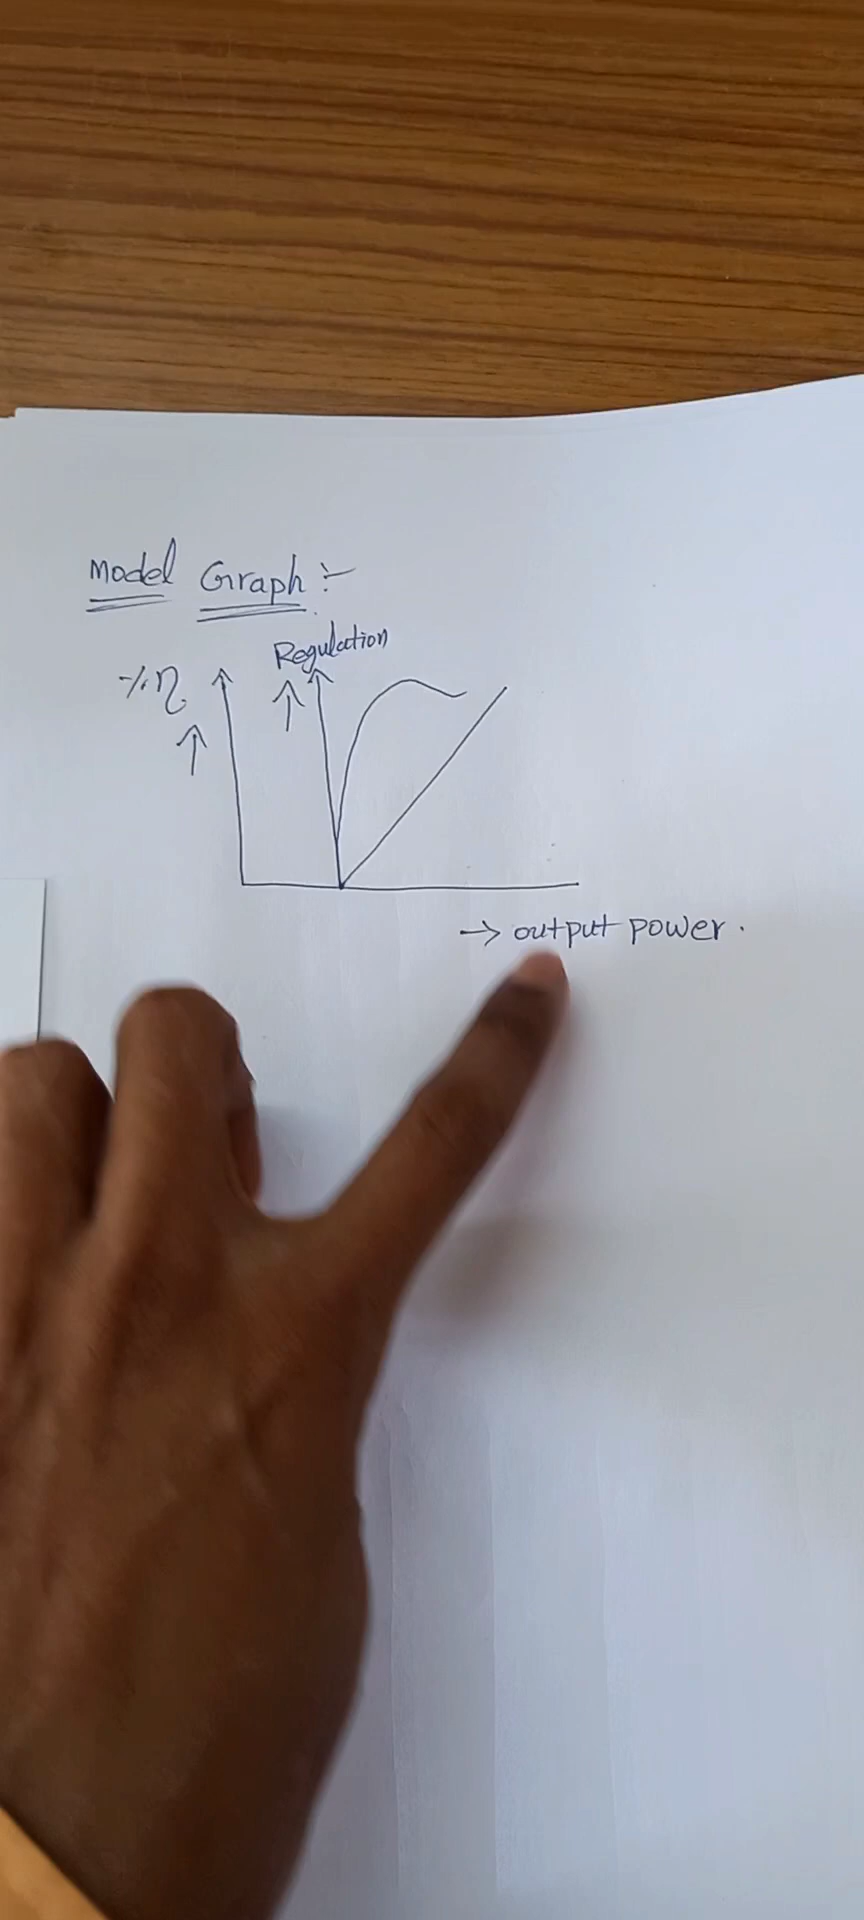 Model Graph :-
Regulation
% η
→ output power.